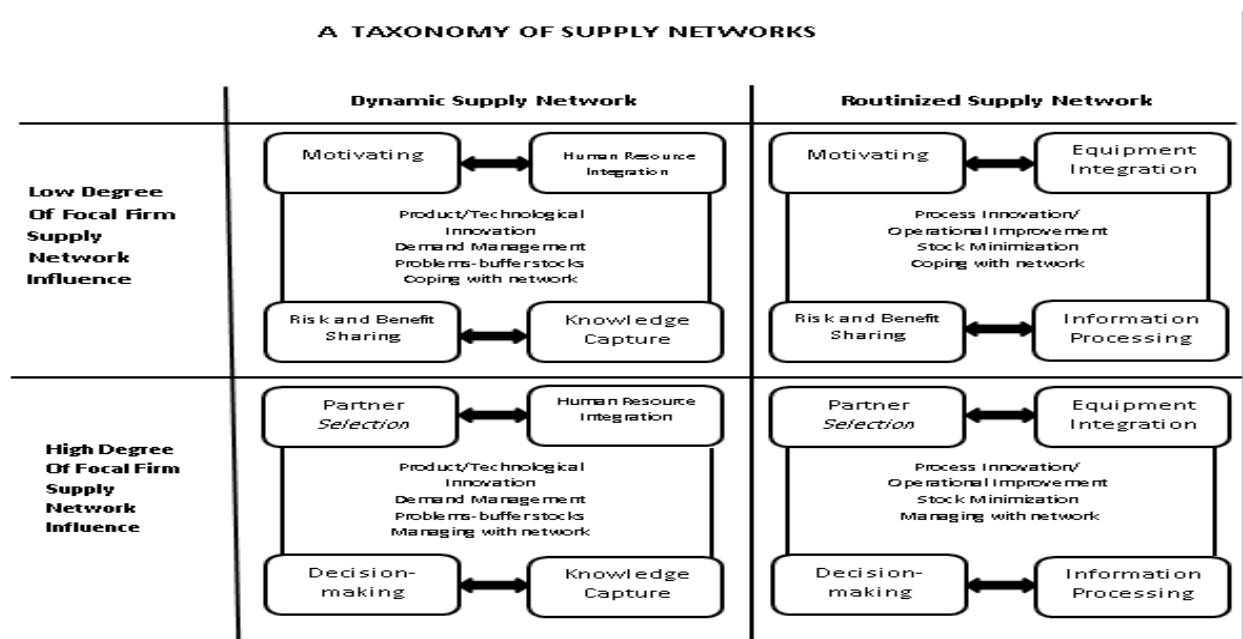 A TAXONOMY OF SUPPLY NETWORKS
Dynamic Supply Network
Routinized Supply Network
Low Degree
Of Focal Firm
Supply
Network
Influence
Motivating
Human Resource
Integration
Product/Technological
Innovation
Demand Management
Problems-buffer stocks
Coping with network
Risk and Benefit
Sharing
Knowledge
Capture
Motivating
Equipment
Integration
Process Innovation/
Operational Improvement
Stock Minimization
Coping with network
Risk and Benefit
Sharing
Information
Processing
High Degree
Of Focal Firm
Supply
Network
Influence
Partner
Selection
Human Resource
Integration
Product/Technological
Innovation
Demand Management
Problems-buffer stocks
Managing with network
Decision-
making
Knowledge
Capture
Partner
Selection
Equipment
Integration
Process Innovation/
Operational Improvement
Stock Minimization
Managing with network
Decision-
making
Information
Processing